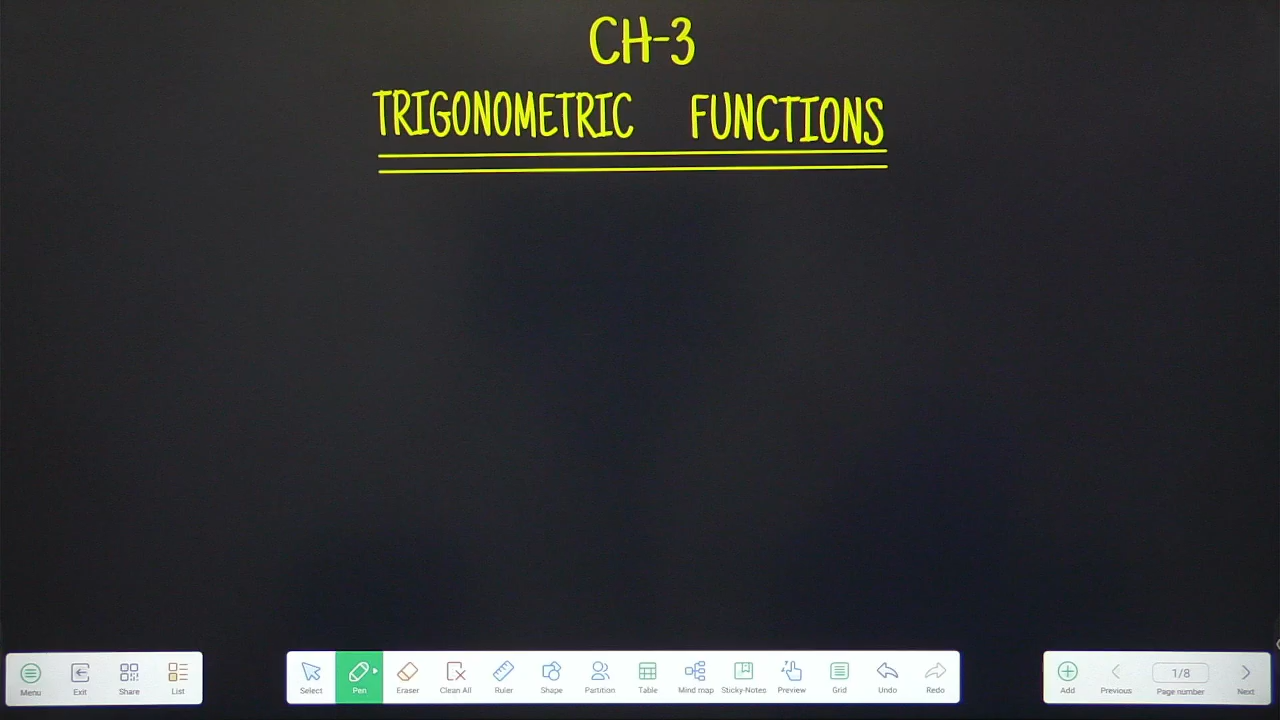 CH-3
TRIGONOMETRIC FUNCTIONS
Menu
Exit
Share
List
Select
Pen
Eraser
Clean All
Ruler
Shape
Partition
Table
Mind map
Sticky-Notes
Preview
Grid
Undo
Redo
Add
Previous
1/8
Page number
Next